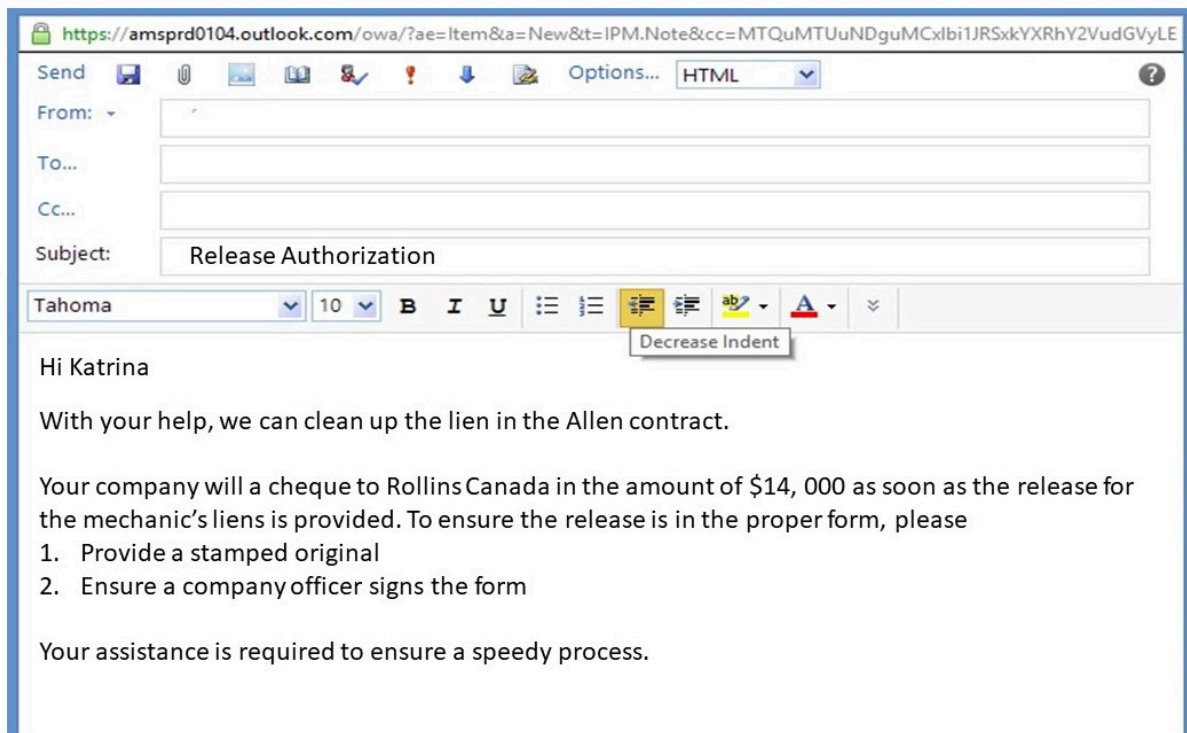 https://amsprd0104.outlook.com/owa/?ae=Item&a=New&t=IPM.Note&cc=MTQuMTUuNDguMCxlbi1JRSxkYXRhY2VudGVyLE
Send Options... HTML
From:
To...
Cc...
Subject: Release Authorization
Tahoma 10 B I U ab A
Decrease Indent
Hi Katrina
With your help, we can clean up the lien in the Allen contract.
Your company will a cheque to Rollins Canada in the amount of $14, 000 as soon as the release for
the mechanic's liens is provided. To ensure the release is in the proper form, please
1. Provide a stamped original
2. Ensure a company officer signs the form
Your assistance is required to ensure a speedy process.